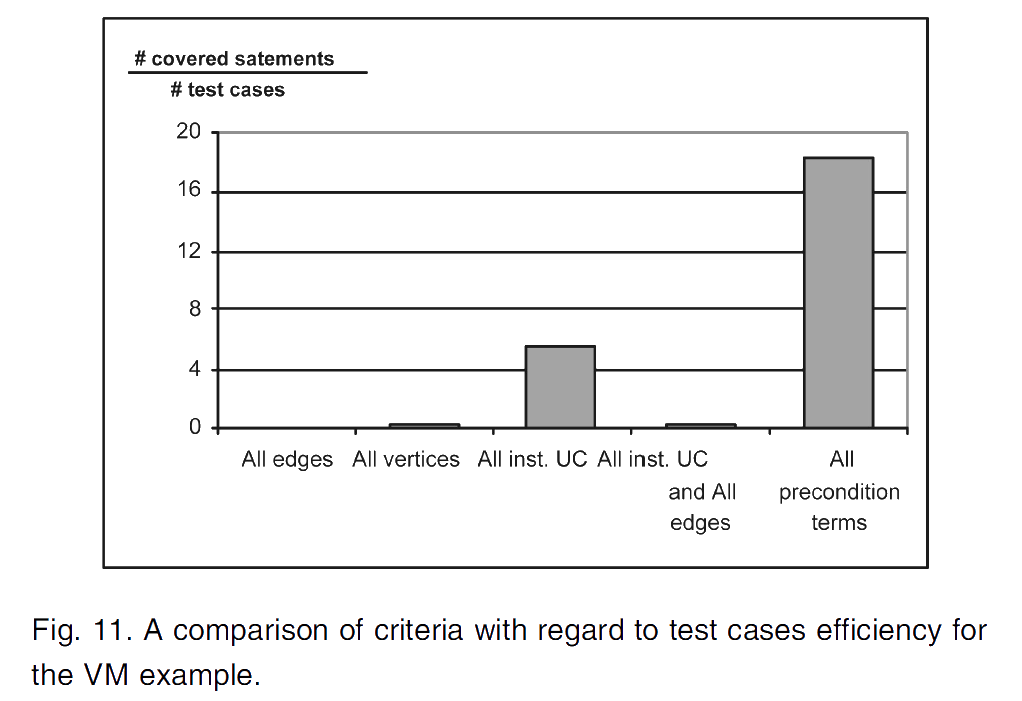 # covered satements
# test cases
20
16
12
8
4
0
All edges
All vertices
All inst. UC
All inst. UC
and All
edges
All
precondition
terms
Fig. 11. A comparison of criteria with regard to test cases efficiency for
the VM example.